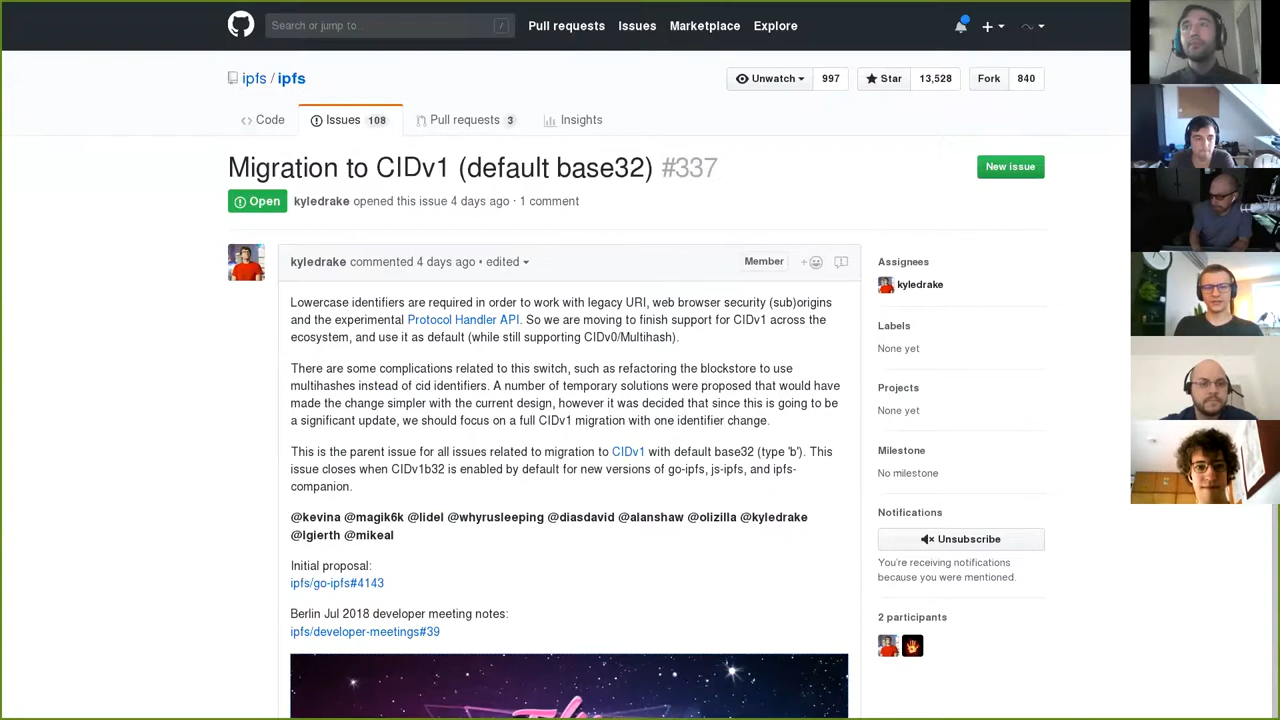 Search or jump to...
/
Pull requests Issues Marketplace Explore
ipfs / ipfs
Unwatch 997 Star 13,528 Fork 840
<> Code Issues 108 Pull requests 3 Insights
Migration to CIDv1 (default base32) #337
New issue
Open kyledrake opened this issue 4 days ago · 1 comment
kyledrake commented 4 days ago • edited
Member
Lowercase identifiers are required in order to work with legacy URI, web browser security (sub)origins
and the experimental Protocol Handler API. So we are moving to finish support for CIDv1 across the
ecosystem, and use it as default (while still supporting CIDv0/Multihash).
There are some complications related to this switch, such as refactoring the blockstore to use
multihashes instead of cid identifiers. A number of temporary solutions were proposed that would have
made the change simpler with the current design, however it was decided that since this is going to be
a significant update, we should focus on a full CIDv1 migration with one identifier change.
This is the parent issue for all issues related to migration to CIDv1 with default base32 (type 'b'). This
issue closes when CIDv1b32 is enabled by default for new versions of go-ipfs, js-ipfs, and ipfs-
companion.
@kevina @magik6k @lidel @whyrusleeping @diasdavid @alanshaw @olizilla @kyledrake
@lgierth @mikeal
Initial proposal:
ipfs/go-ipfs#4143
Berlin Jul 2018 developer meeting notes:
ipfs/developer-meetings#39
Assignees
kyledrake
Labels
None yet
Projects
None yet
Milestone
No milestone
Notifications
Unsubscribe
You're receiving notifications
because you were mentioned.
2 participants